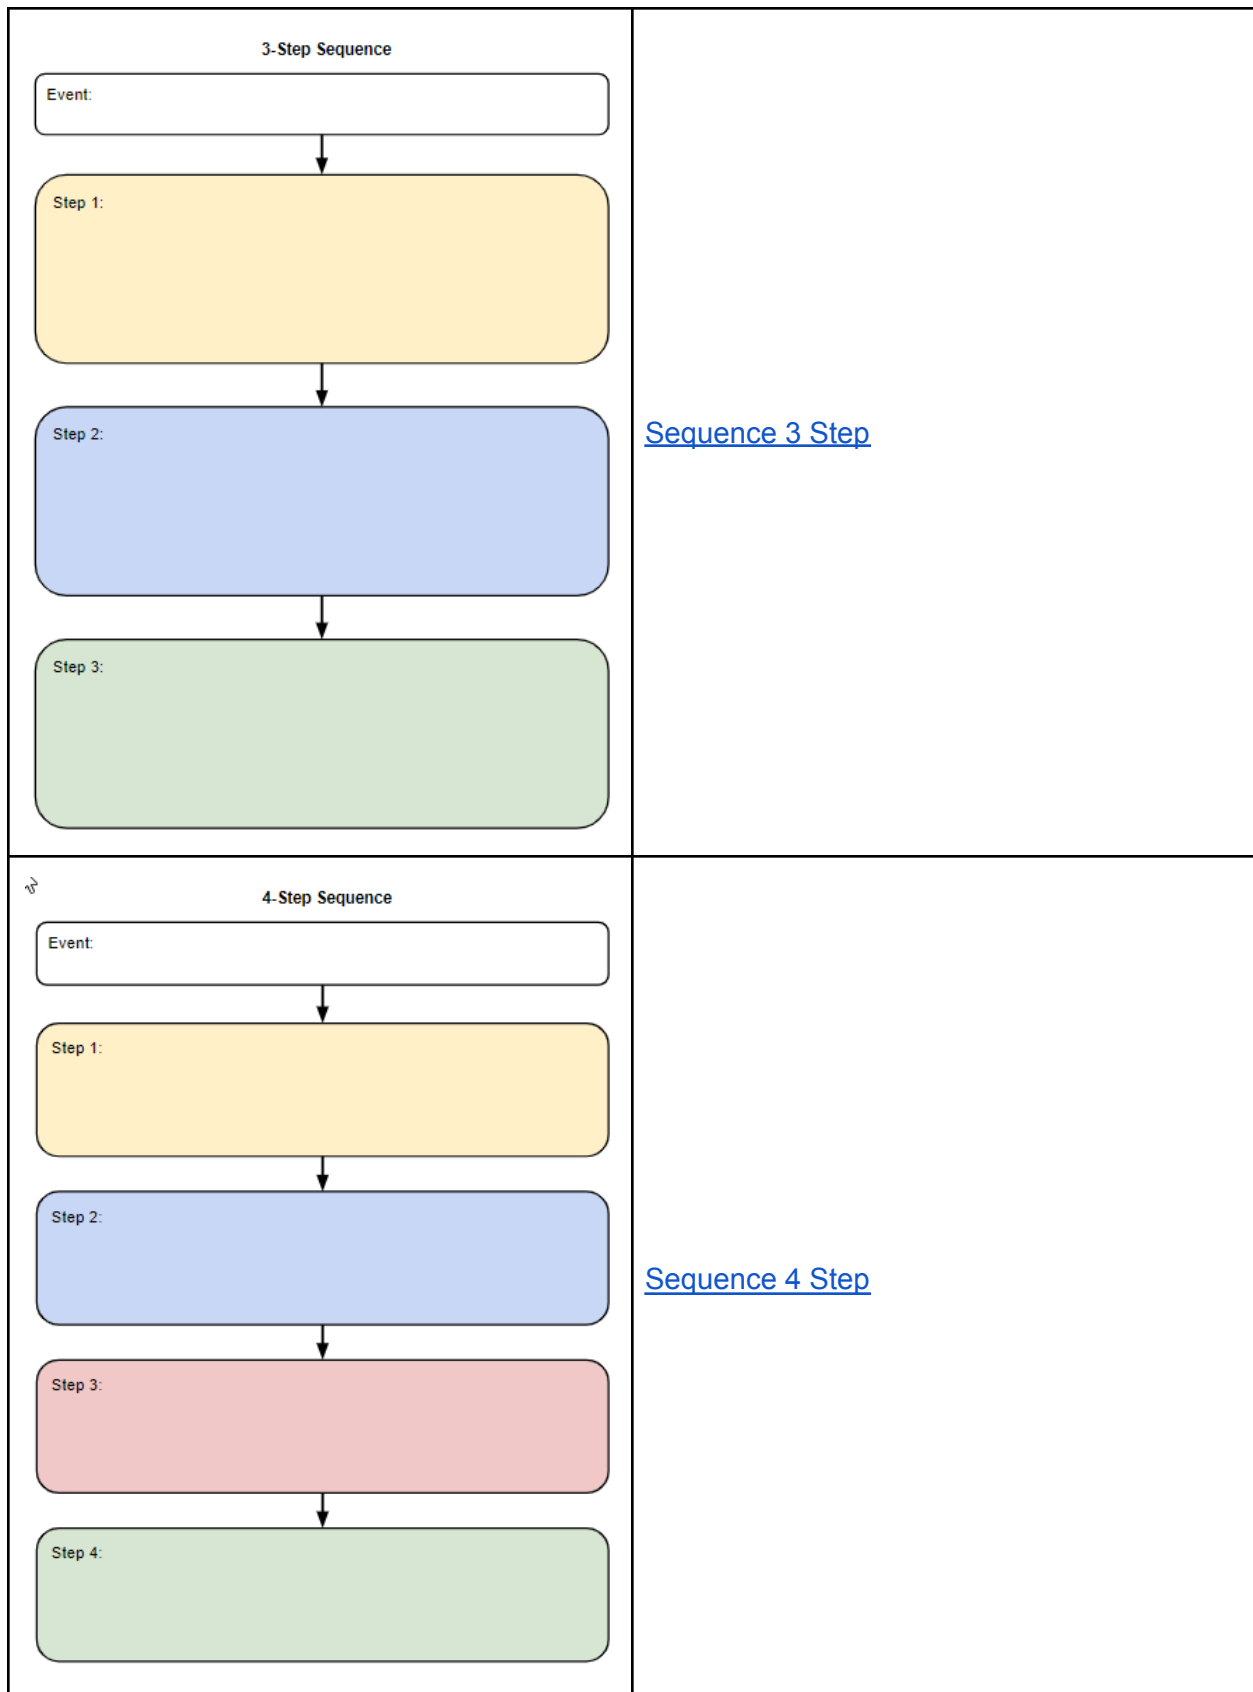 3-Step Sequence
Event:
Step 1:
Step 2:
Step 3:
Sequence 3 Step
4-Step Sequence
Event:
Step 1:
Step 2:
Step 3:
Step 4:
Sequence 4 Step